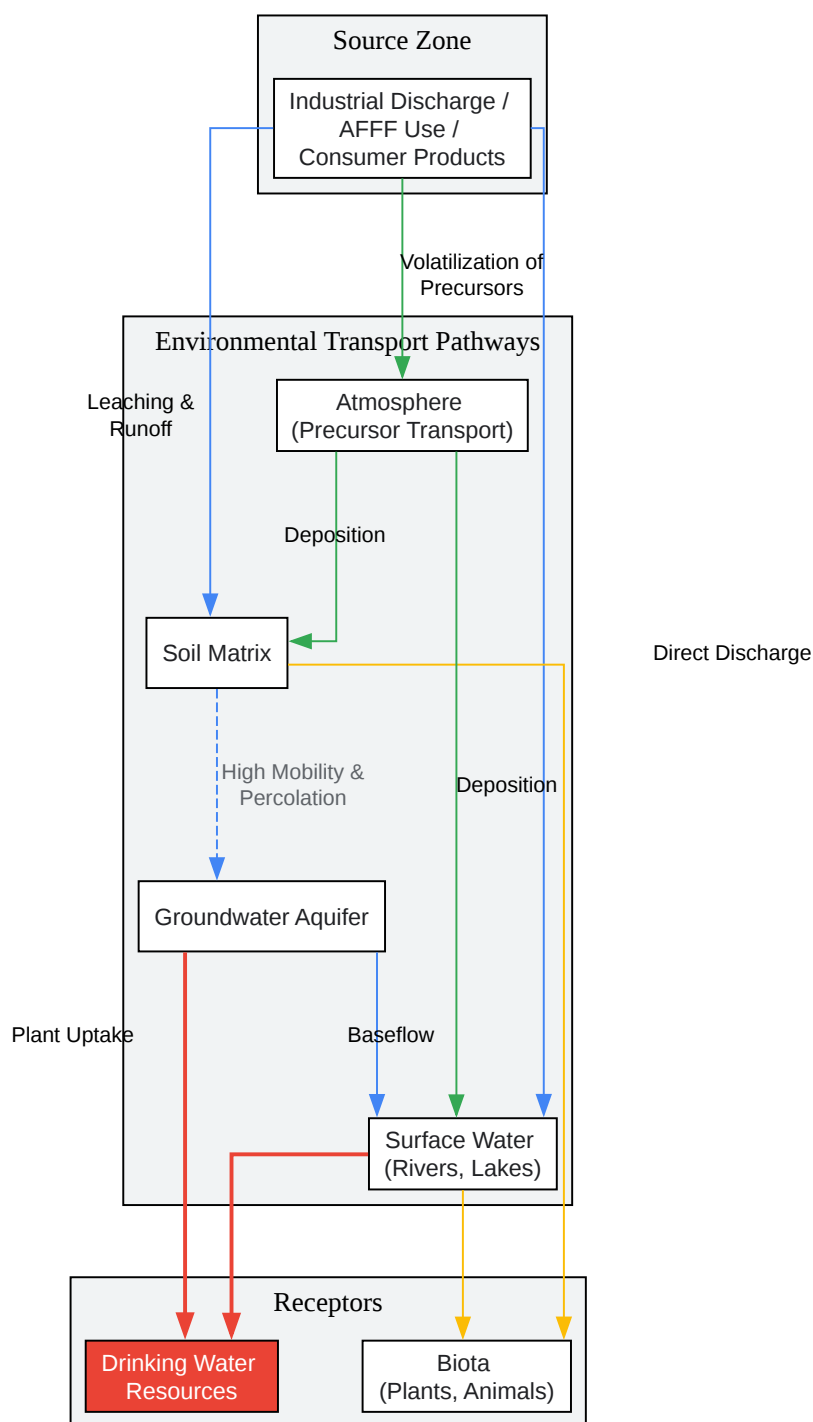 Source Zone
Industrial Discharge /
AFFF Use /
Consumer Products
Volatilization of
Precursors
Environmental Transport Pathways
Atmosphere
(Precursor Transport)
Leaching &
Runoff
Deposition
Soil Matrix
Direct Discharge
High Mobility &
Percolation
Deposition
Groundwater Aquifer
Plant Uptake
Baseflow
Surface Water
(Rivers, Lakes)
Receptors
Drinking Water
Resources
Biota
(Plants, Animals)